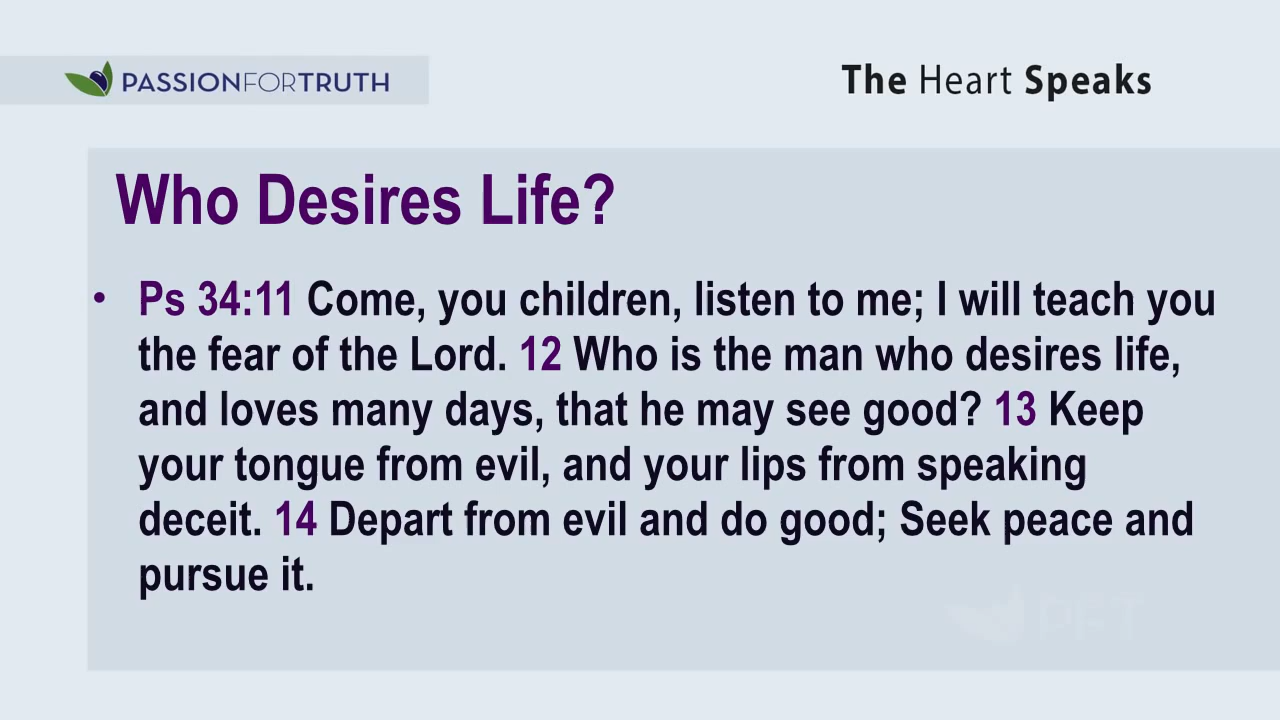 PASSIONFORTRUTH
The Heart Speaks
Who Desires Life?
• Ps 34:11 Come, you children, listen to me; I will teach you
the fear of the Lord. 12 Who is the man who desires life,
and loves many days, that he may see good? 13 Keep
your tongue from evil, and your lips from speaking
deceit. 14 Depart from evil and do good; Seek peace and
pursue it.
PFT